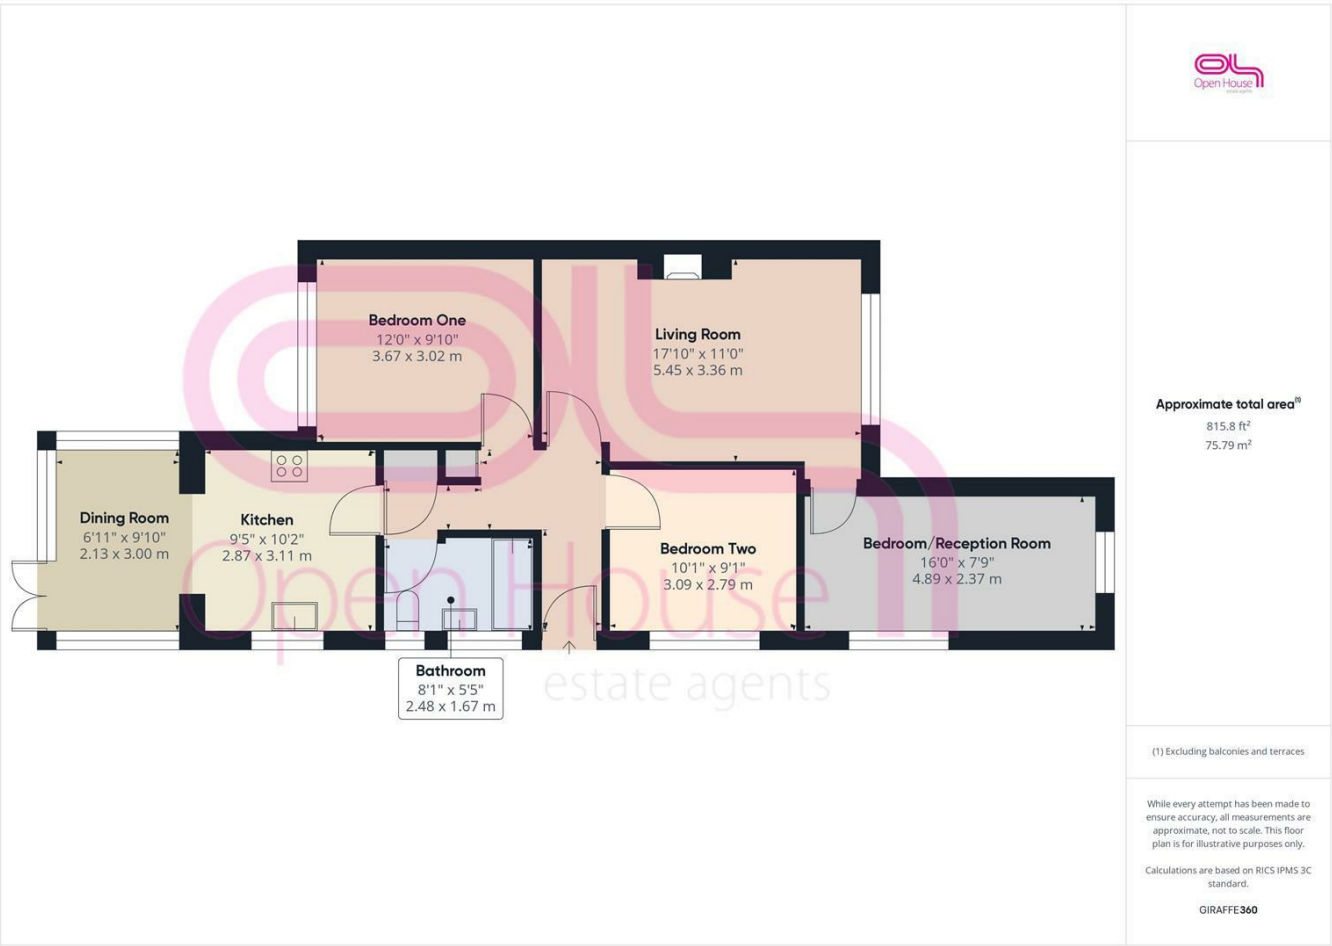 Open House
estate agents
Bedroom One
12'0" x 9'10"
3.67 x 3.02 m
Living Room
17'10" x 11'0"
5.45 x 3.36 m
Dining Room
6'11" x 9'10"
2.13 x 3.00 m
Kitchen
9'5" x 10'2"
2.87 x 3.11 m
Bedroom Two
10'1" x 9'1"
3.09 x 2.79 m
Bedroom/Reception Room
16'0" x 7'9"
4.89 x 2.37 m
Bathroom
8'1" x 5'5"
2.48 x 1.67 m
Open House
estate agents
Approximate total area⁽¹⁾
815.8 ft²
75.79 m²
(1) Excluding balconies and terraces
While every attempt has been made to
ensure accuracy, all measurements are
approximate, not to scale. This floor
plan is for illustrative purposes only.
Calculations are based on RICS IPMS 3C
standard.
GIRAFFE360